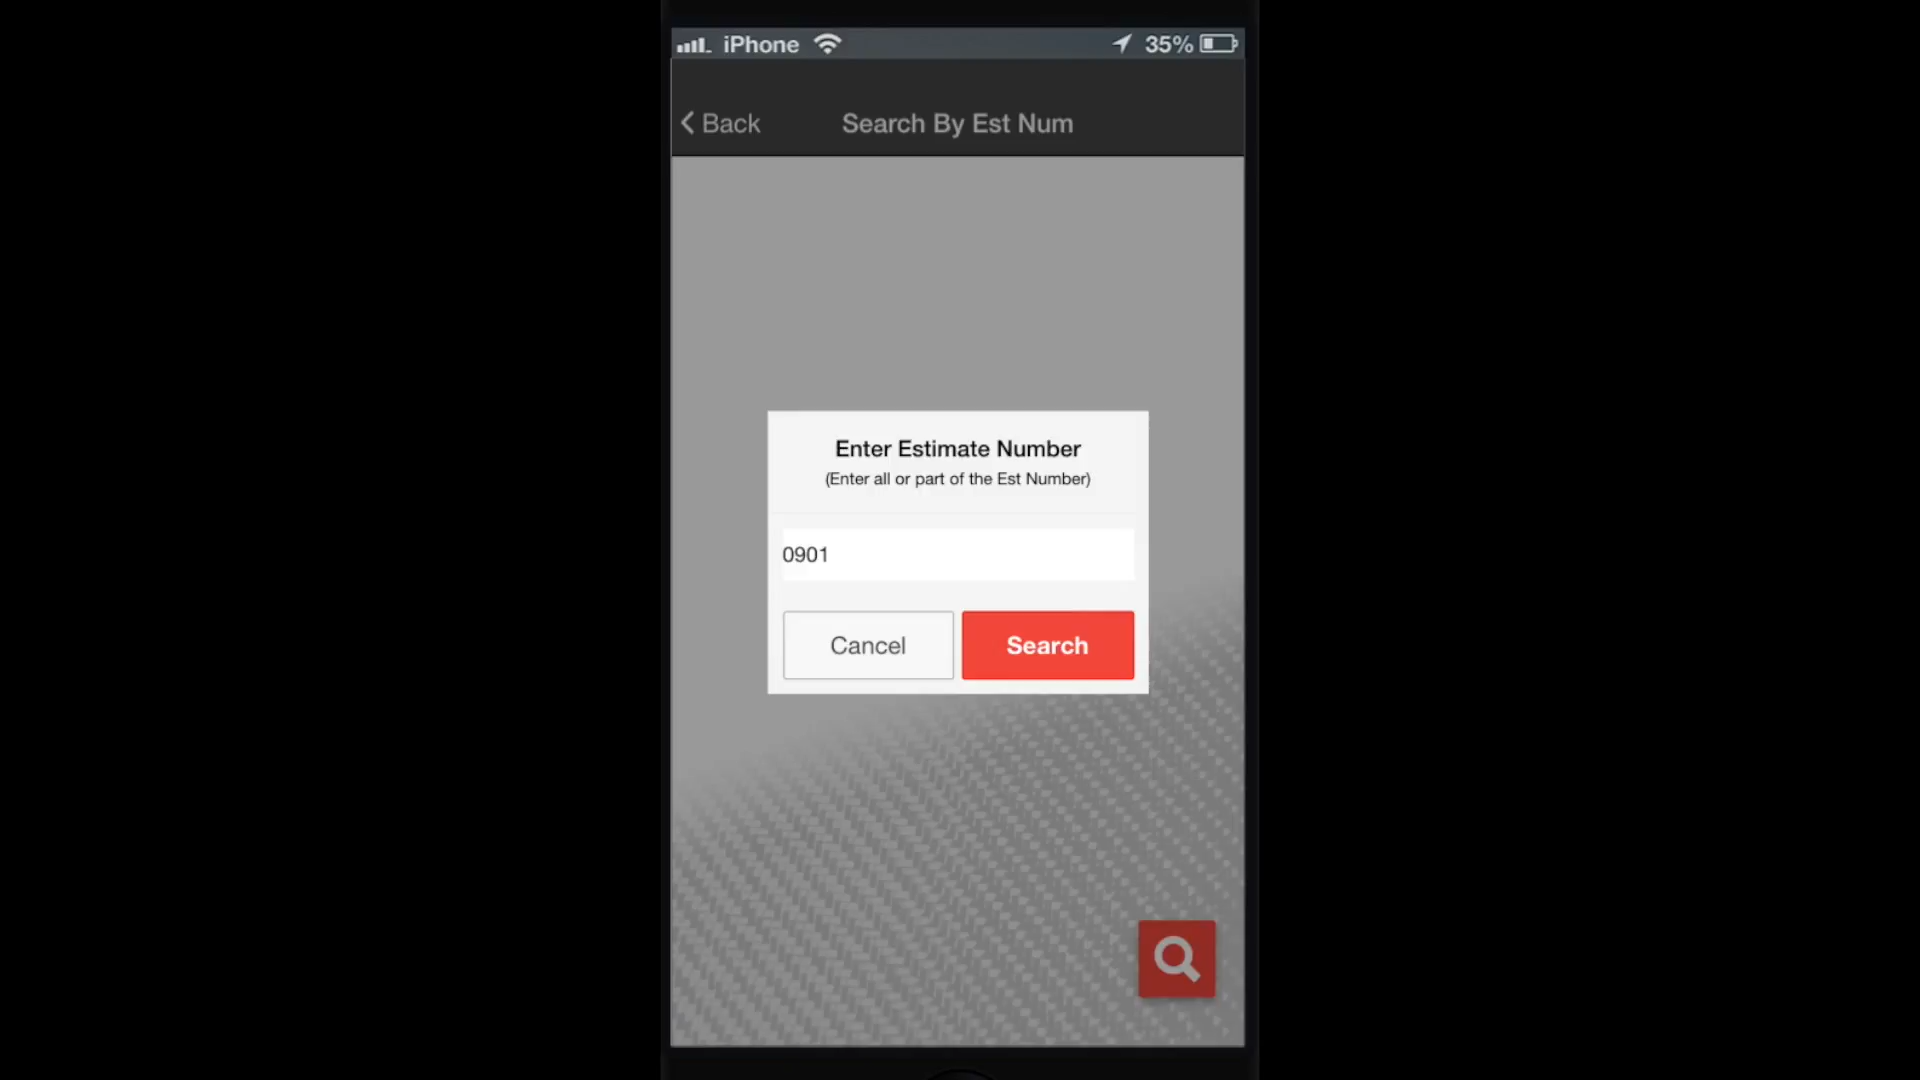 iPhone 35%
Back Search By Est Num
Enter Estimate Number
(Enter all or part of the Est Number)
0901
Cancel Search